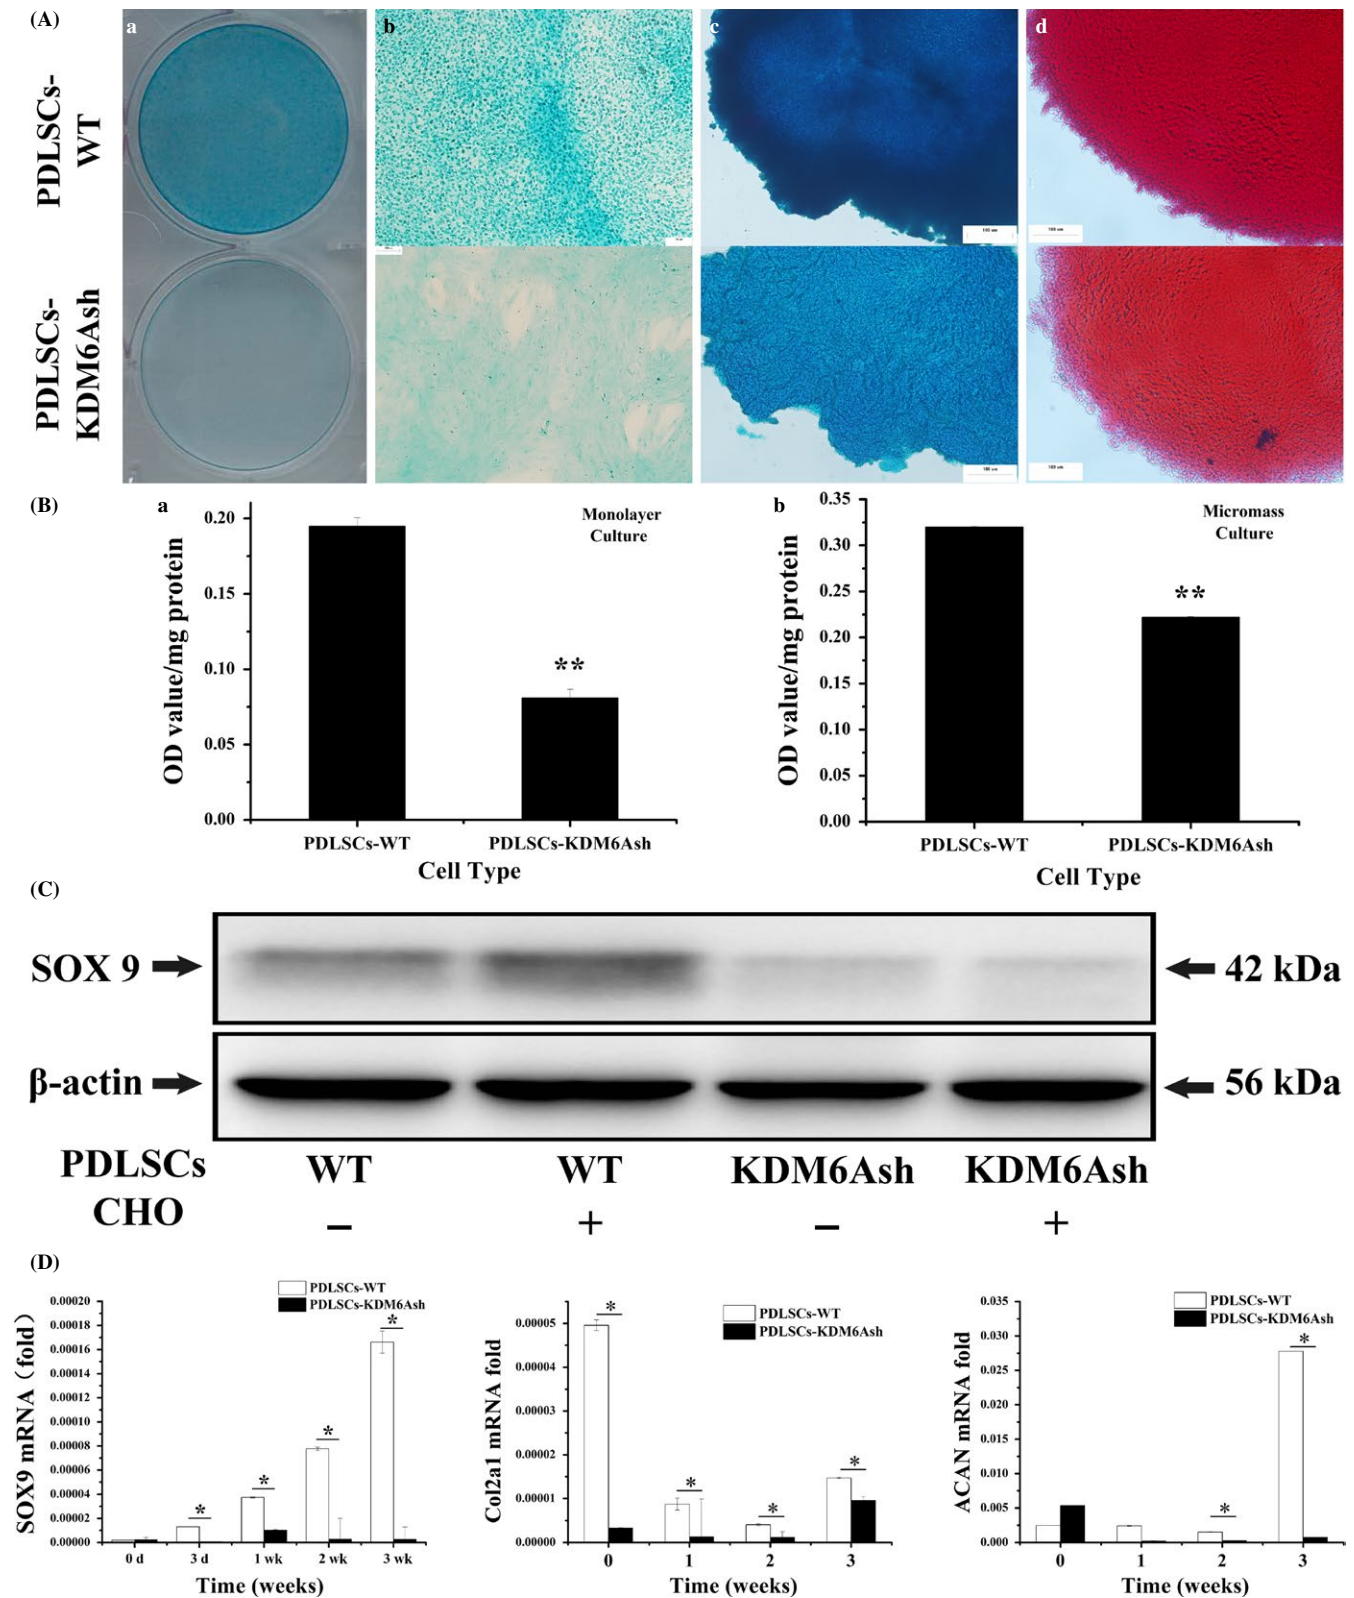 (A)
a
b
c
d
PDLSCs-
WT
PDLSCs-
KDM6Ash
100 um
100 um
100 um
100 um
(B)
a
Monolayer
Culture
OD value/mg protein
0.20
0.15
0.10
0.05
0.00
**
PDLSCs-WT
PDLSCs-KDM6Ash
Cell Type
b
Micromass
Culture
OD value/mg protein
0.35
0.30
0.25
0.20
0.15
0.10
0.05
0.00
**
PDLSCs-WT
PDLSCs-KDM6Ash
Cell Type
(C)
SOX 9
42 kDa
β-actin
56 kDa
PDLSCs WT WT KDM6Ash KDM6Ash
CHO – + – +
(D)
PDLSCs-WT
PDLSCs-KDM6Ash
SOX9 mRNA (fold)
0.00020
0.00018
0.00016
0.00014
0.00012
0.00010
0.00008
0.00006
0.00004
0.00002
0.00000
* * * *
0 d 3 d 1 wk 2 wk 3 wk
Time (weeks)
PDLSCs-WT
PDLSCs-KDM6Ash
Col2a1 mRNA fold
0.00005
0.00004
0.00003
0.00002
0.00001
0.00000
* * * *
0 1 2 3
Time (weeks)
PDLSCs-WT
PDLSCs-KDM6Ash
ACAN mRNA fold
0.035
0.030
0.025
0.020
0.015
0.010
0.005
0.000
* *
0 1 2 3
Time (weeks)